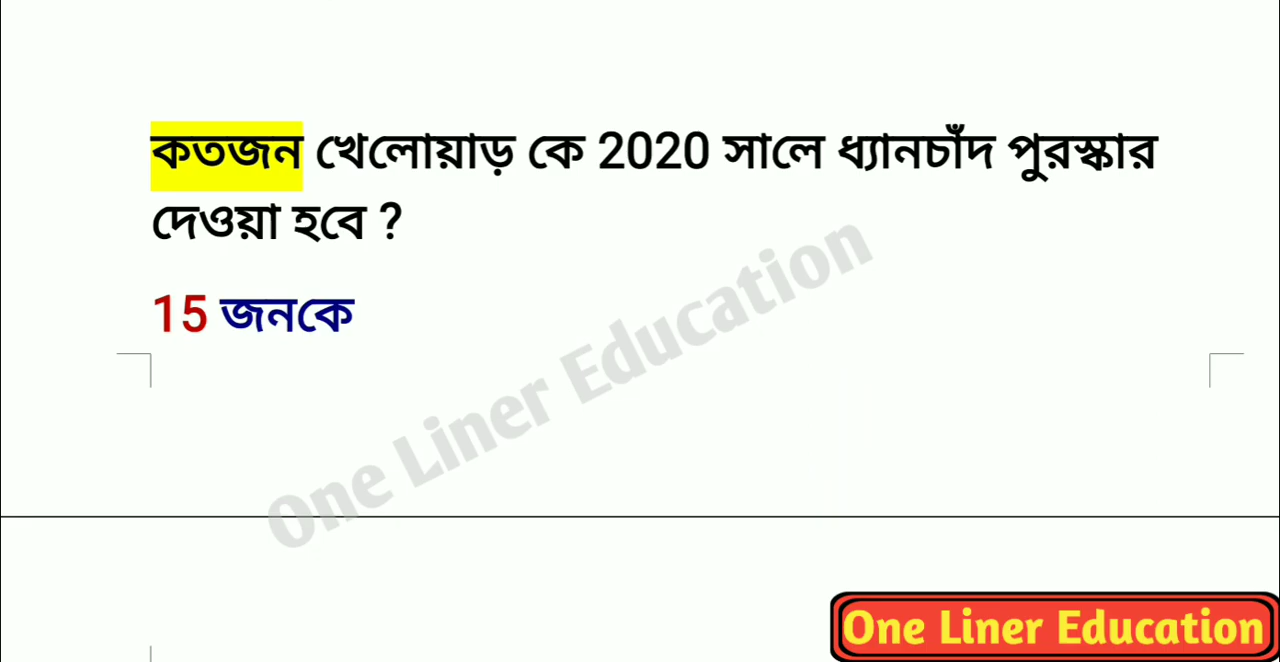 কতজন খেলোয়াড় কে 2020 সালে ধ্যানচাঁদ পুরস্কার
দেওয়া হবে ?
15 জনকে
One Liner Education
One Liner Education